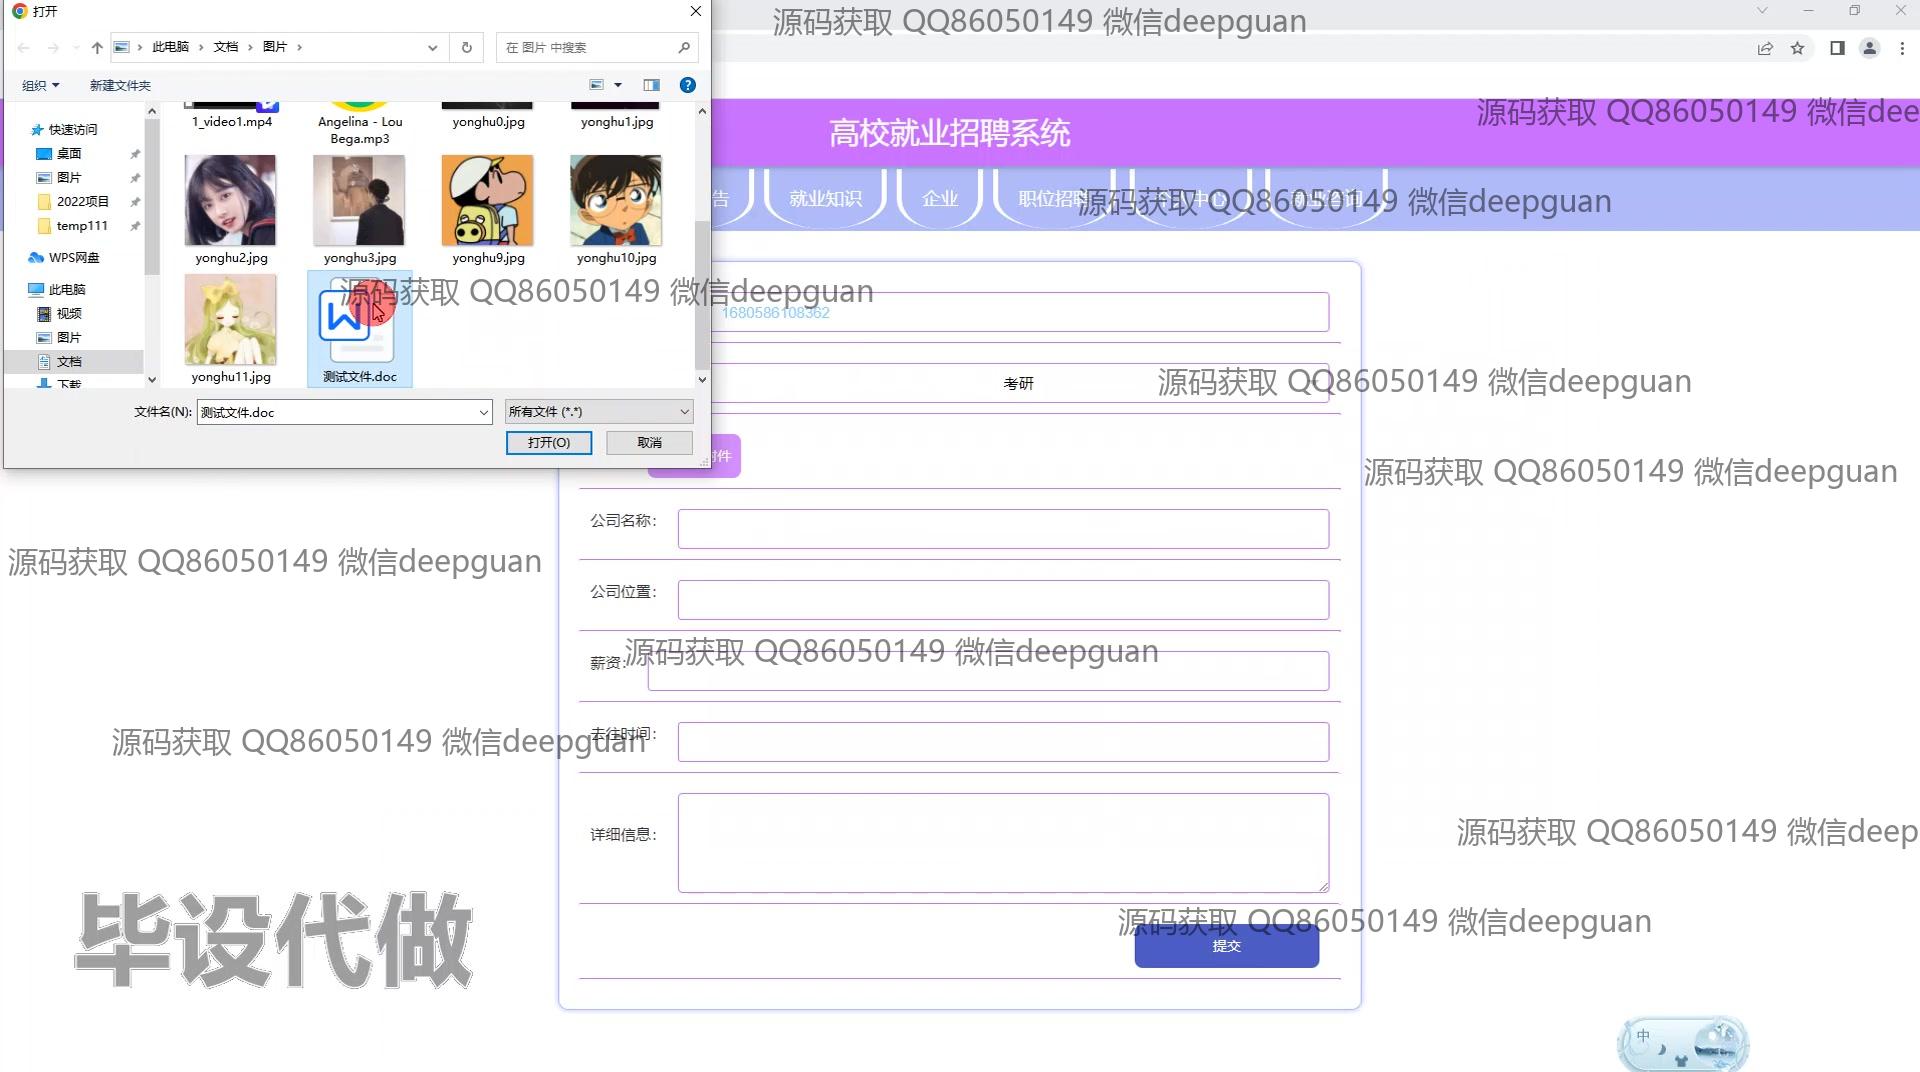 打开
源码获取 QQ86050149 微信deepguan
此电脑 文档 图片
在 图片 中搜索
组织
新建文件夹
1_video1.mp4
Angelina - Lou Bega.mp3
yonghu0.jpg
yonghu1.jpg
源码获取 QQ86050149 微信dee
高校就业招聘系统
快速访问
桌面
图片
2022项目
temp111
WPS网盘
此电脑
视频
图片
文档
下载
yonghu2.jpg
yonghu3.jpg
yonghu9.jpg
yonghu10.jpg
告
就业知识
企业
职位招聘
源码获取 QQ86050149 微信deepguan
源码获取 QQ86050149 微信deepguan
1680586108362
yonghu11.jpg
测试文件.doc
考研
源码获取 QQ86050149 微信deepguan
文件名(N):
测试文件.doc
所有文件 (*.*)
打开(O)
取消
附件
源码获取 QQ86050149 微信deepguan
公司名称：
源码获取 QQ86050149 微信deepguan
公司位置：
薪资：
源码获取 QQ86050149 微信deepguan
去往时间：
源码获取 QQ86050149 微信deepguan
详细信息：
源码获取 QQ86050149 微信deep
源码获取 QQ86050149 微信deepguan
提交
毕设代做
中